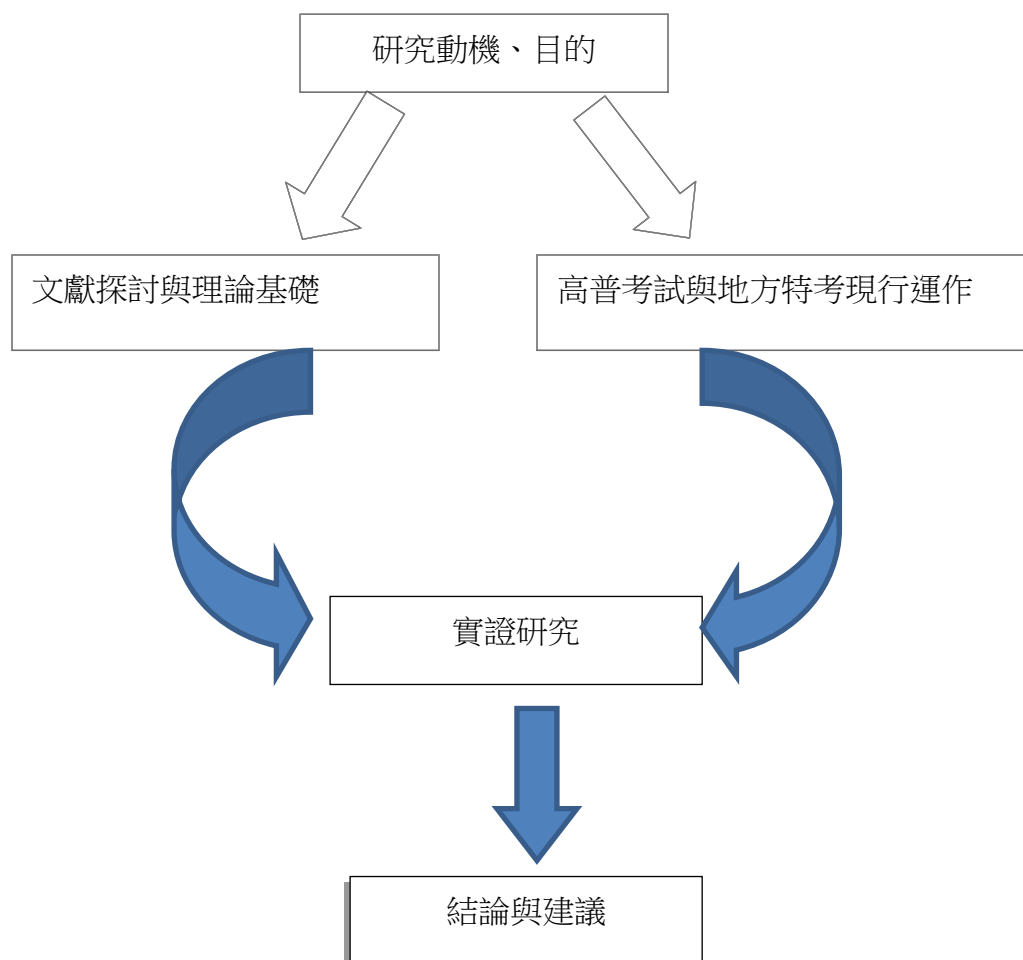 研究動機、目的
文獻探討與理論基礎
高普考試與地方特考現行運作
實證研究
結論與建議